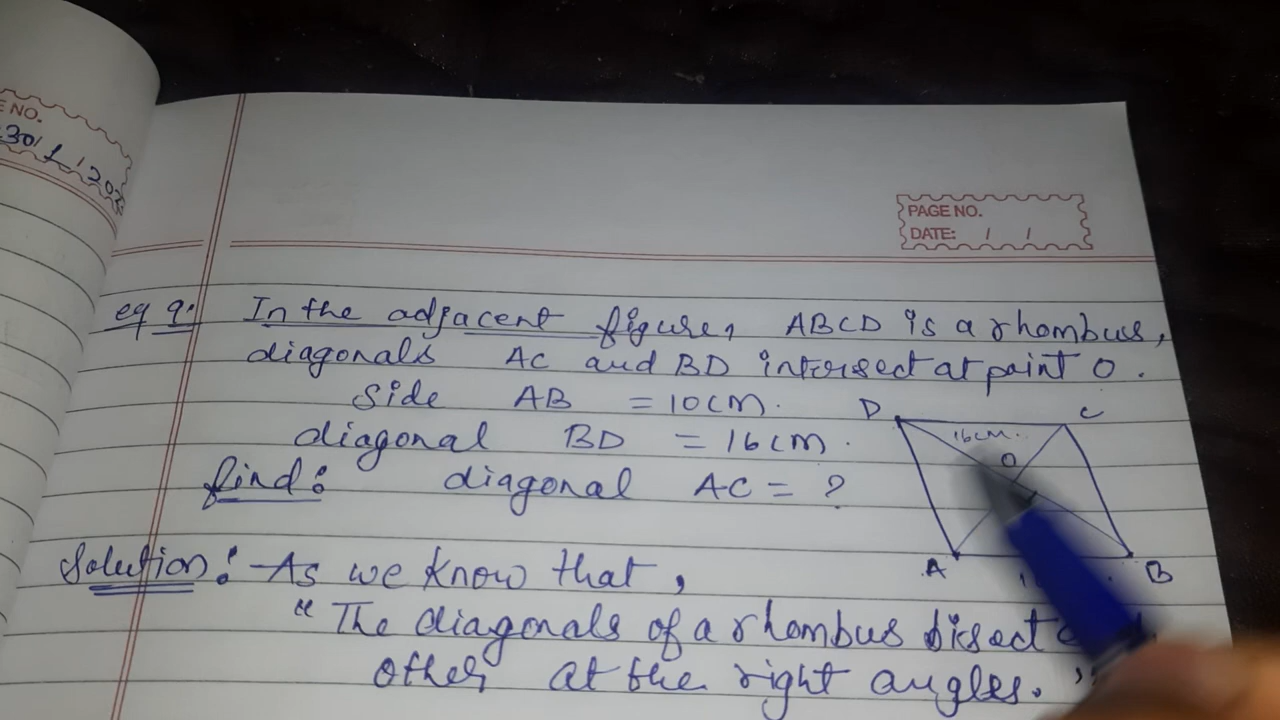 E NO.
PAGE NO.
DATE: / /
eg 9: In the adjacent figure, ABCD is a rhombus,
diagonals AC and BD intersect at point O.
Side AB = 10cm.
diagonal BD = 16cm.
find: diagonal AC = ?
D C
16cm.
O
A B
Solution: As we know that,
"The diagonals of a rhombus bisect
other at the right angles."